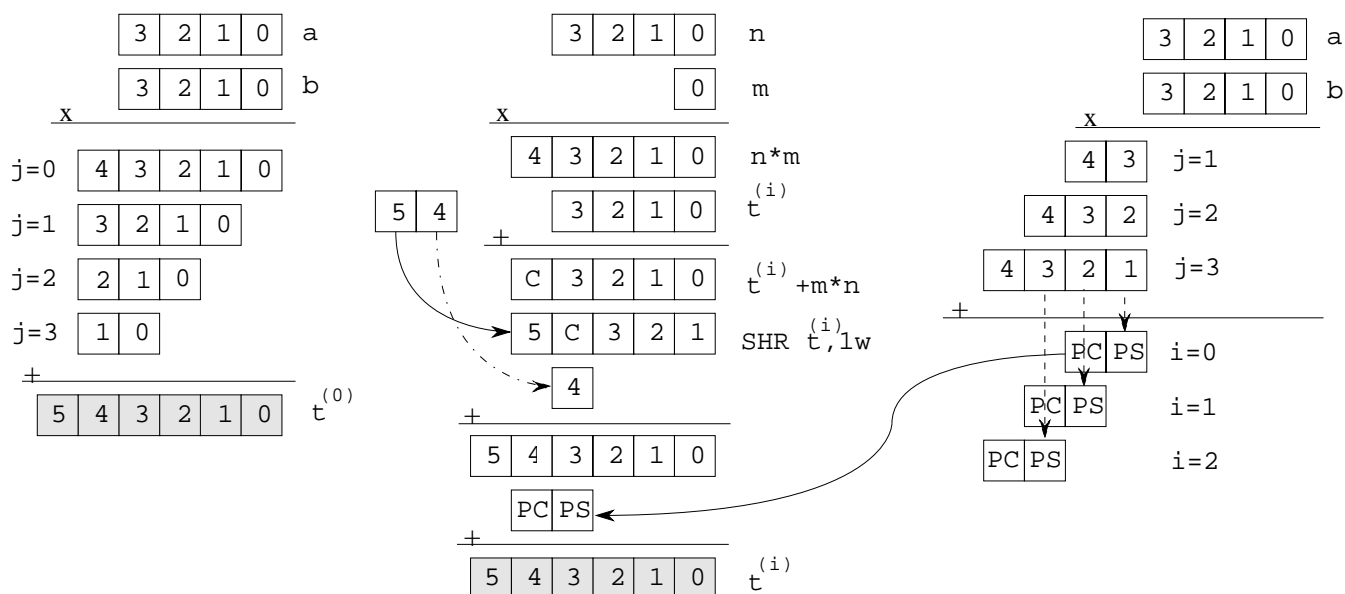 3 2 1 0 a
3 2 1 0 b
x
j=0 4 3 2 1 0
j=1 3 2 1 0
j=2 2 1 0
j=3 1 0
+
5 4 3 2 1 0 t(0)
3 2 1 0 n
0 m
x
4 3 2 1 0 n*m
5 4
3 2 1 0 t(i)
+
C 3 2 1 0 t(i)+m*n
5 C 3 2 1 SHR t(i),1w
4
+
5 4 3 2 1 0
PC PS
+
5 4 3 2 1 0 t(i)
3 2 1 0 a
3 2 1 0 b
x
4 3 j=1
4 3 2 j=2
4 3 2 1 j=3
+
PC PS i=0
PC PS i=1
PC PS i=2